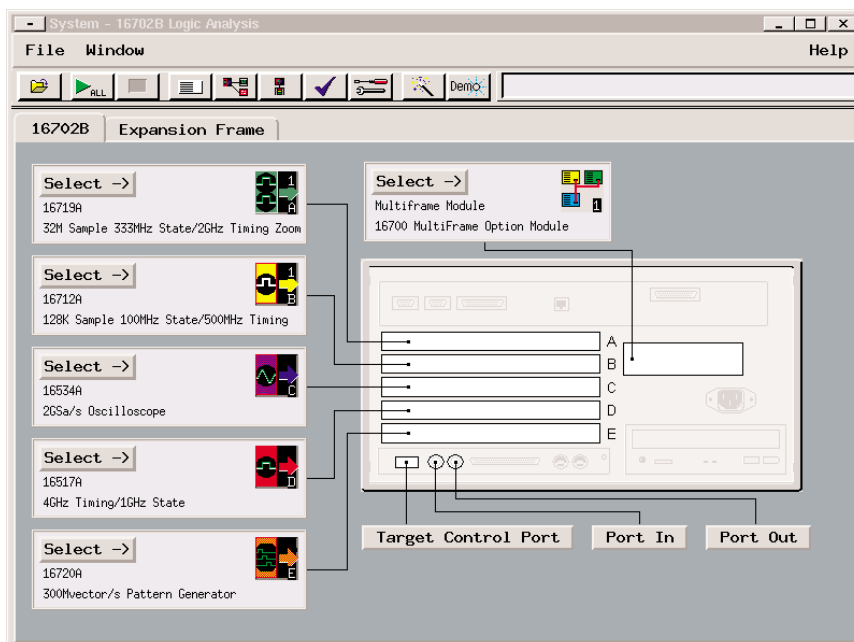 System - 16702B Logic Analysis
File Window Help
ALL Demo
16702B Expansion Frame
Select ->
1
A
16719A
32M Sample 333MHz State/2GHz Timing Zoom
Select ->
1
B
16712A
128K Sample 100MHz State/500MHz Timing
Select ->
C
16534A
2GSa/s Oscilloscope
Select ->
D
16517A
4GHz Timing/1GHz State
Select ->
E
16720A
300Mvector/s Pattern Generator
Select ->
Multiframe Module
1
16700 MultiFrame Option Module
A
B
C
D
E
Target Control Port Port In Port Out